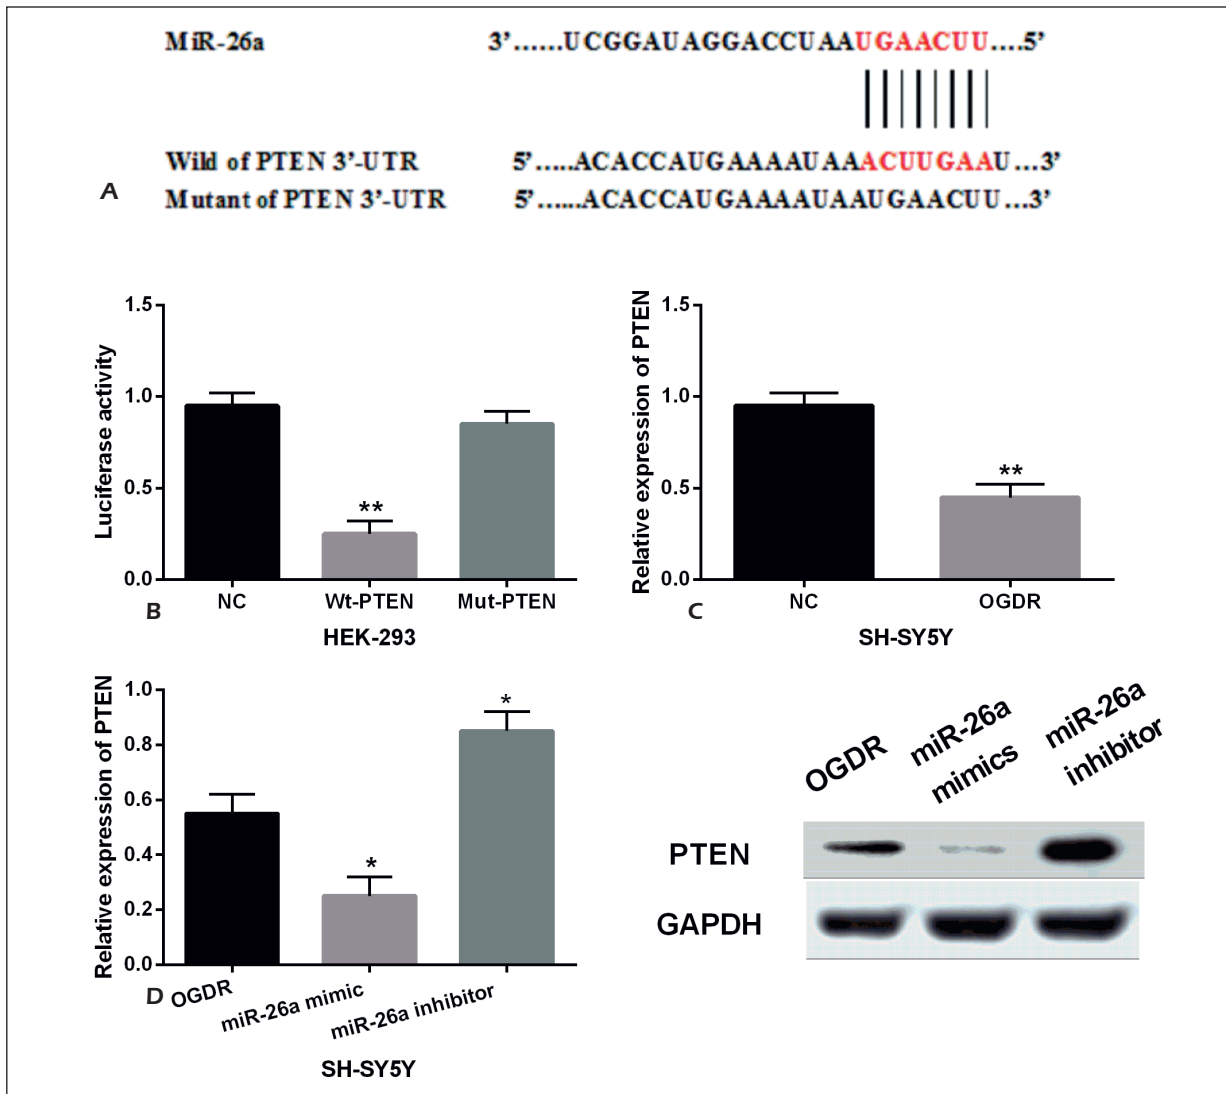 MiR-26a 3’......UCGGAUAGGACCUAAUGAACUU....5’
Wild of PTEN 3’-UTR 5’.....ACACCAUGAAAAUAAACUUGAAU...3’
A
Mutant of PTEN 3’-UTR 5’......ACACCAUGAAAAUAAUGAACUU...3’
Luciferase activity
1.5
1.0
0.5
0.0
**
NC Wt-PTEN Mut-PTEN
B
HEK-293
Relative expression of PTEN
1.5
1.0
0.5
0.0
**
NC OGDR
C
SH-SY5Y
Relative expression of PTEN
1.0
0.8
0.6
0.4
0.2
0.0
*
*
D
OGDR
miR-26a mimic
miR-26a inhibitor
SH-SY5Y
OGDR
miR-26a
mimics
miR-26a
inhibitor
PTEN
GAPDH